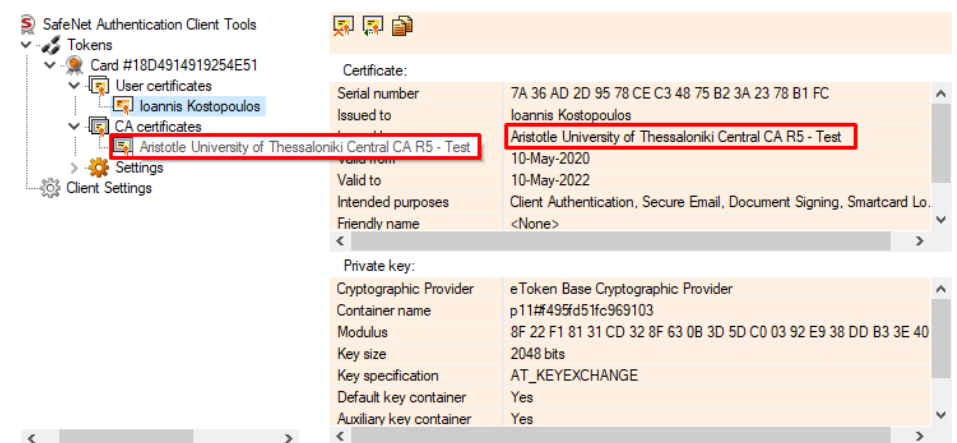 SafeNet Authentication Client Tools
Tokens
Card #18D4914919254E51
User certificates
Ioannis Kostopoulos
CA certificates
Aristotle University of Thessaloniki Central CA R5 - Test
Settings
Client Settings
Certificate:
Serial number 7A 36 AD 2D 95 78 CE C3 48 75 B2 3A 23 78 B1 FC
Issued to Ioannis Kostopoulos
Aristotle University of Thessaloniki Central CA R5 - Test
Valid from 10-May-2020
Valid to 10-May-2022
Intended purposes Client Authentication, Secure Email, Document Signing, Smartcard Lo.
Friendly name <None>
Private key:
Cryptographic Provider eToken Base Cryptographic Provider
Container name p11#f495fd51fc969103
Modulus 8F 22 F1 81 31 CD 32 8F 63 0B 3D 5D C0 03 92 E9 38 DD B3 3E 40
Key size 2048 bits
Key specification AT_KEYEXCHANGE
Default key container Yes
Auxiliary key container Yes